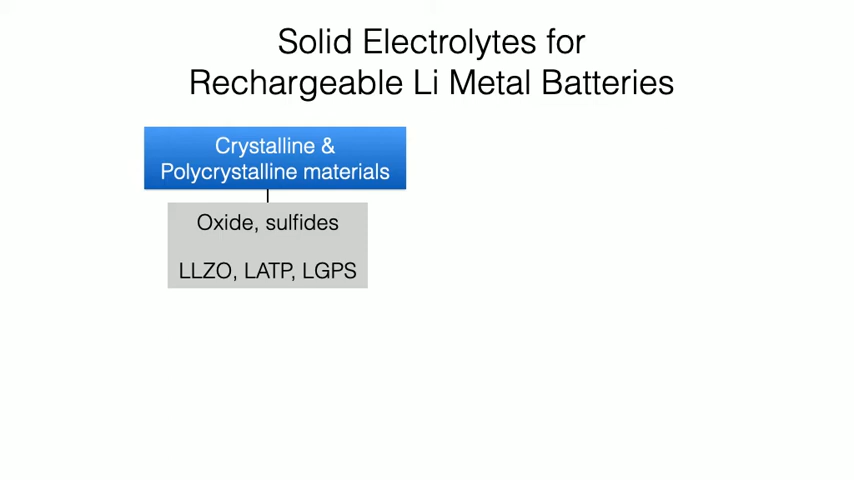 Solid Electrolytes for
Rechargeable Li Metal Batteries
Crystalline &
Polycrystalline materials
Oxide, sulfides
LLZO, LATP, LGPS